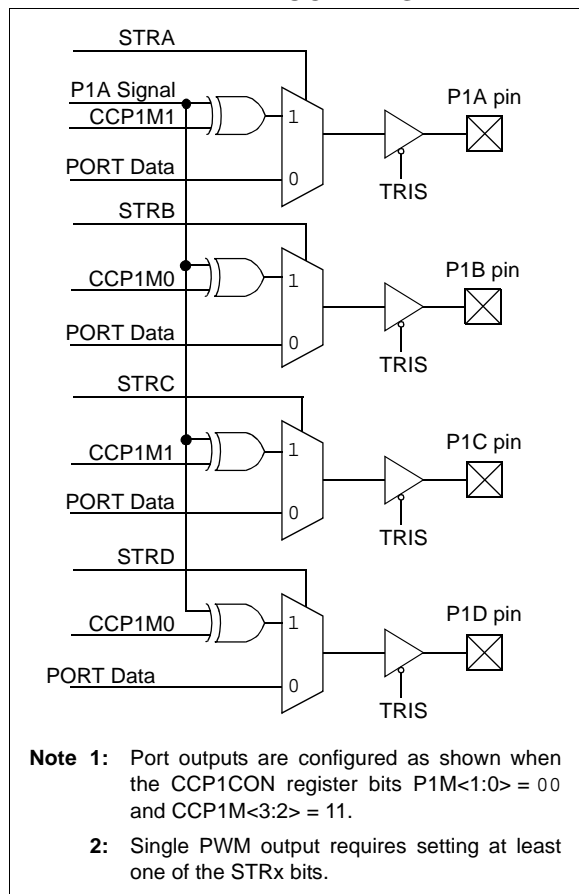 STRA
P1A Signal
P1A pin
CCP1M1
1
PORT Data
0
TRIS
STRB
P1B pin
CCP1M0
1
PORT Data
0
TRIS
STRC
P1C pin
CCP1M1
1
PORT Data
0
TRIS
STRD
P1D pin
CCP1M0
1
PORT Data
0
TRIS
Note 1: Port outputs are configured as shown when
the CCP1CON register bits P1M<1:0> = 00
and CCP1M<3:2> = 11.
2: Single PWM output requires setting at least
one of the STRx bits.